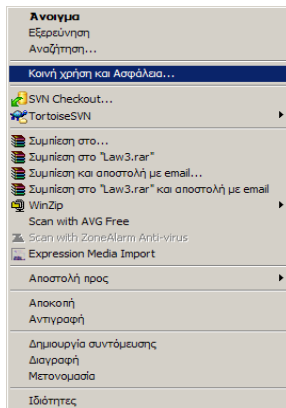 Άνοιγμα
Εξερεύνηση
Αναζήτηση...
Κοινή χρήση και Ασφάλεια...
SVN Checkout...
TortoiseSVN
Συμπίεση στο...
Συμπίεση στο "Law3.rar"
Συμπίεση και αποστολή με email...
Συμπίεση στο "Law3.rar" και αποστολή με email
WinZip
Scan with AVG Free
Scan with ZoneAlarm Anti-virus
Expression Media Import
Αποστολή προς
Αποκοπή
Αντιγραφή
Δημιουργία συντόμευσης
Διαγραφή
Μετονομασία
Ιδιότητες